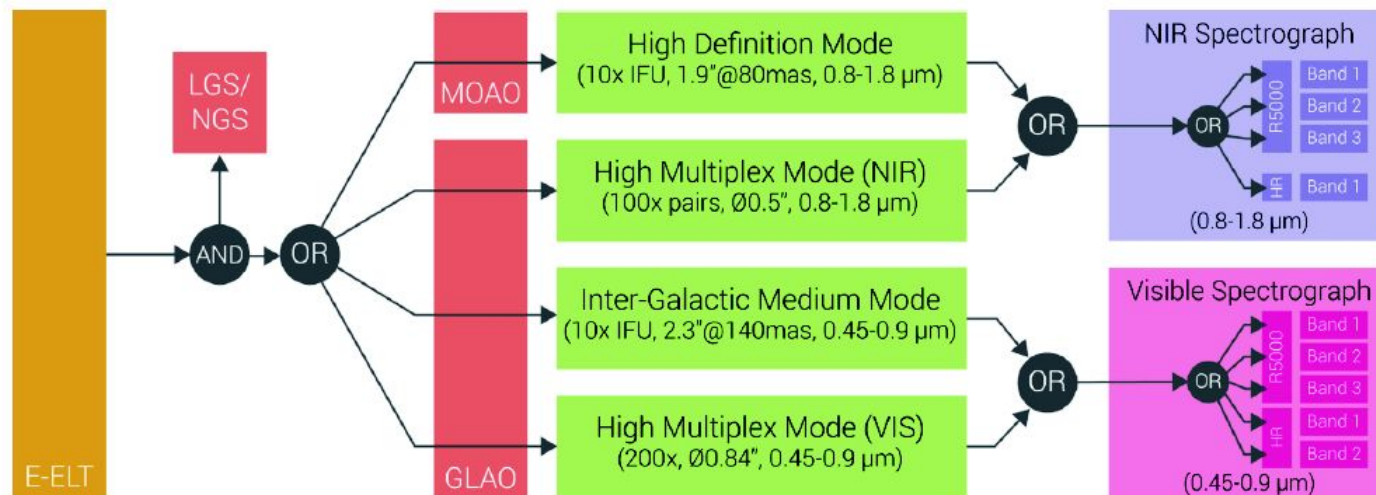 E-ELT
LGS/
NGS
AND
OR
MOAO
GLAO
High Definition Mode
(10x IFU, 1.9"@80mas, 0.8-1.8 µm)
High Multiplex Mode (NIR)
(100x pairs, Ø0.5", 0.8-1.8 µm)
Inter-Galactic Medium Mode
(10x IFU, 2.3"@140mas, 0.45-0.9 µm)
High Multiplex Mode (VIS)
(200x, Ø0.84", 0.45-0.9 µm)
OR
OR
NIR Spectrograph
OR
R5000
Band 1
Band 2
Band 3
HR
Band 1
(0.8-1.8 µm)
Visible Spectrograph
OR
R5000
Band 1
Band 2
Band 3
HR
Band 1
Band 2
(0.45-0.9 µm)